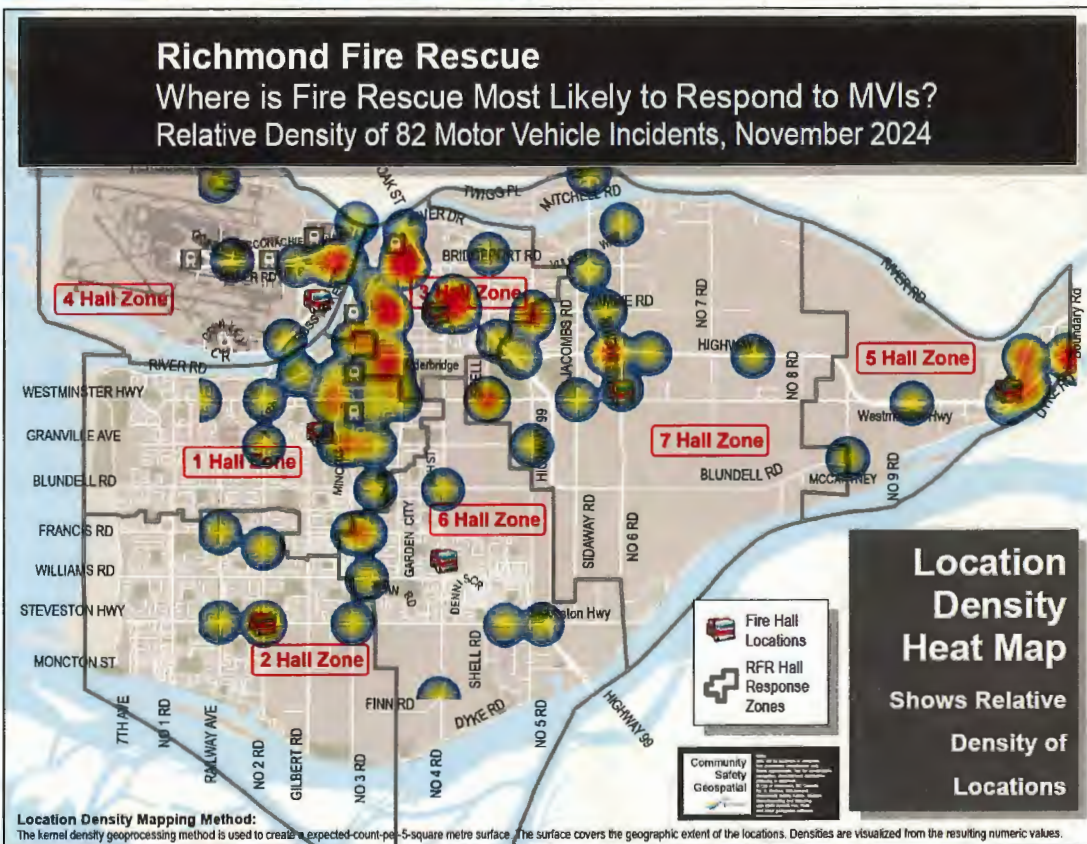 Richmond Fire Rescue
Where is Fire Rescue Most Likely to Respond to MVIs?
Relative Density of 82 Motor Vehicle Incidents, November 2024
OAK ST
TWIGG PL
MITCHELL RD
BRIDGEPORT RD
RIVER RD
4 Hall Zone
3 Hall Zone
NO 7 RD
Boundary Rd
JACOBS RD
HIGHWAY
NO 8 RD
5 Hall Zone
RIVER RD
WESTMINSTER HWY
DYKE RD
GRANVILLE AVE
1 Hall Zone
7 Hall Zone
HIGHWAY 99
BLUNDELL RD
BLUNDELL RD
MCCARTNEY
NO 9 RD
FRANCIS RD
6 Hall Zone
GARDEN CITY
SIDAWAY RD
NO 6 RD
WILLIAMS RD
STEVESTON HWY
MONCTON ST
2 Hall Zone
SHELL RD
FINN RD
DYKE RD
HIGHWAY 99
7TH AVE
NO 1 RD
RAILWAY AVE
NO 2 RD
GILBERT RD
NO 3 RD
NO 4 RD
NO 5 RD
Fire Hall
Locations
RFR Hall
Response
Zones
Location
Density
Heat Map
Shows Relative
Density of
Locations
Community
Safety
Geospatial
Location Density Mapping Method:
The kernel density geoprocessing method is used to create a expected-count-per-5-square metre surface. The surface covers the geographic extent of the locations. Densities are visualized from the resulting numeric values.